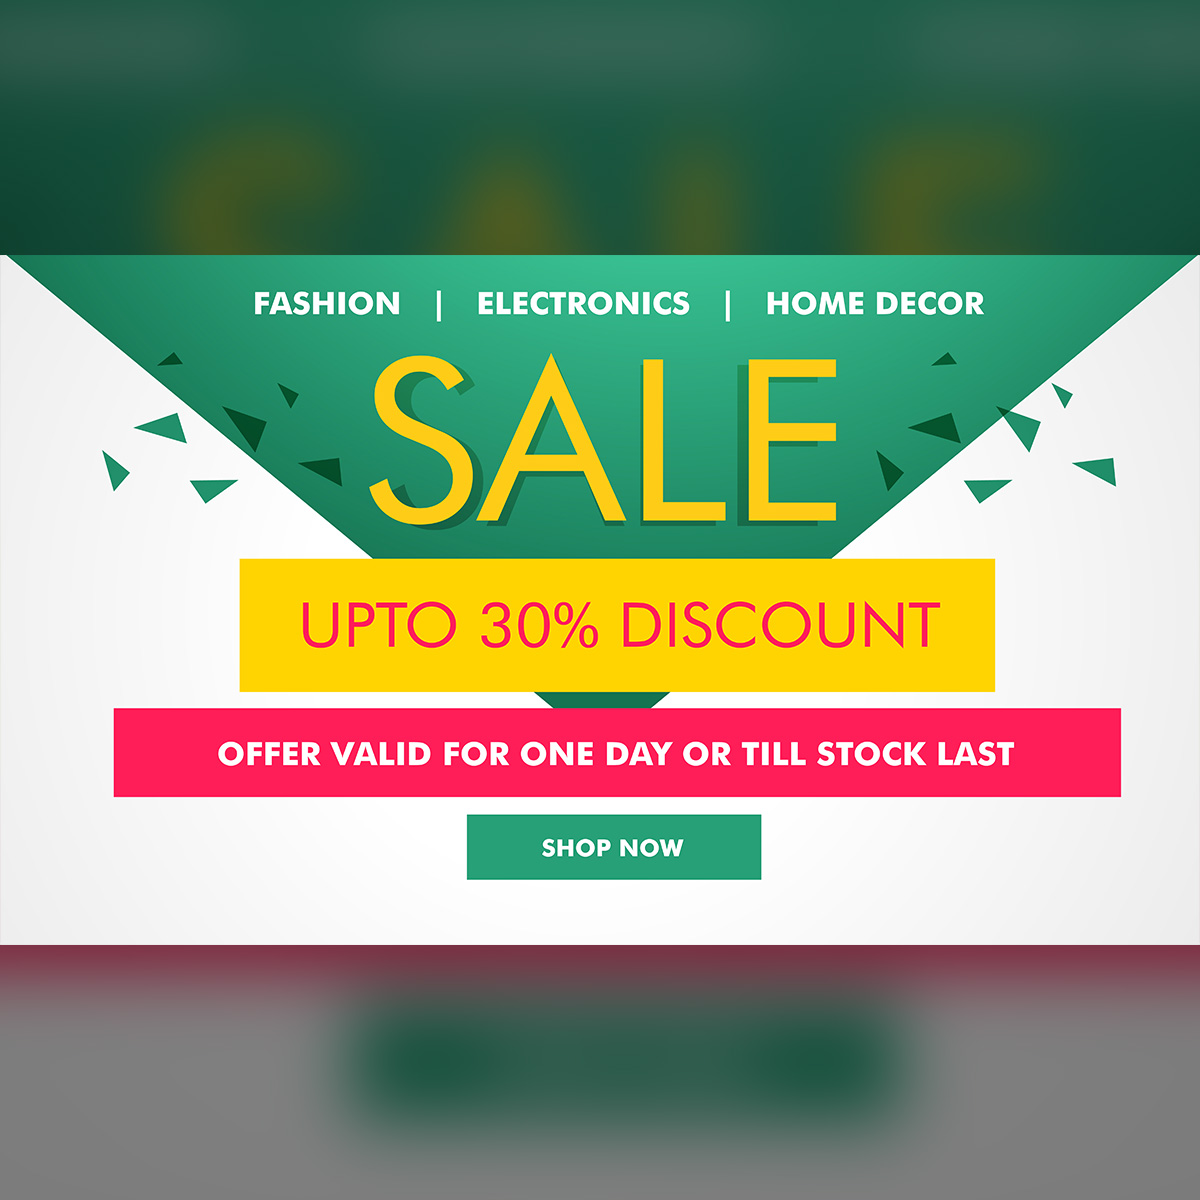 FASHION | ELECTRONICS | HOME DECOR
SALE
UPTO 30% DISCOUNT
OFFER VALID FOR ONE DAY OR TILL STOCK LAST
SHOP NOW